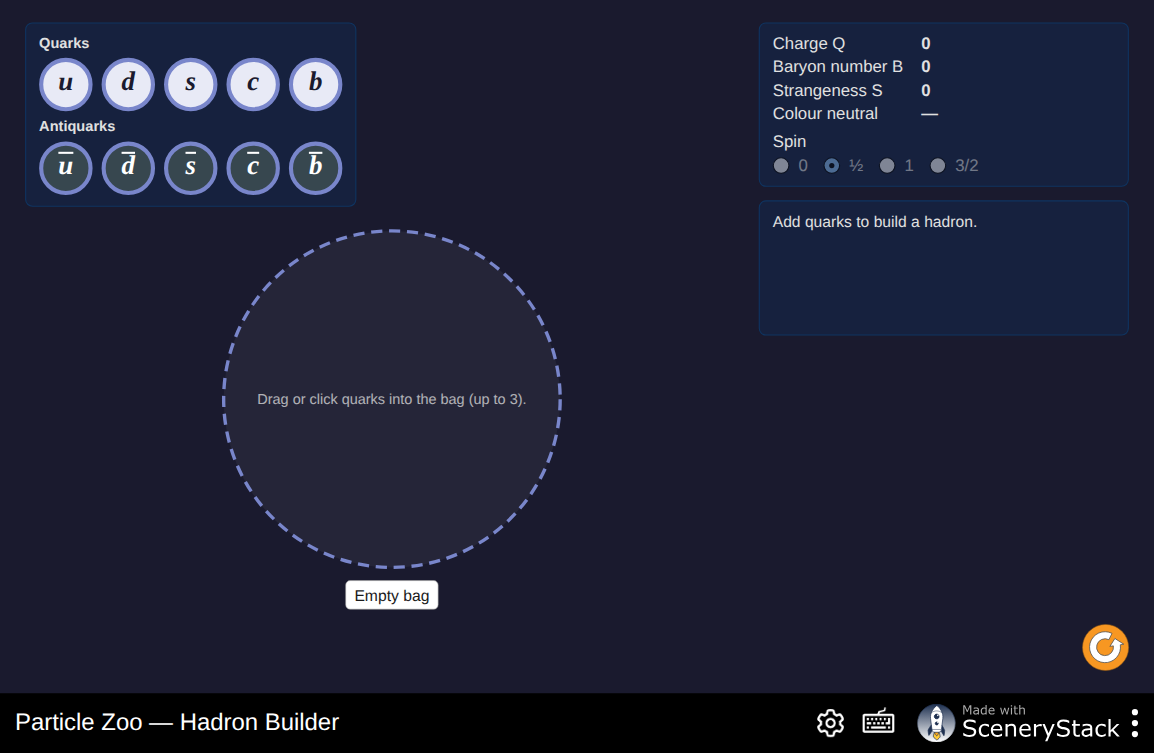 Quarks
u d s c b
Antiquarks
u̅ d̅ s̅ c̅ b̅
Charge Q 0
Baryon number B 0
Strangeness S 0
Colour neutral —
Spin
0 ½ 1 3/2
Add quarks to build a hadron.
Drag or click quarks into the bag (up to 3).
Empty bag
Particle Zoo — Hadron Builder
Made with
SceneryStack